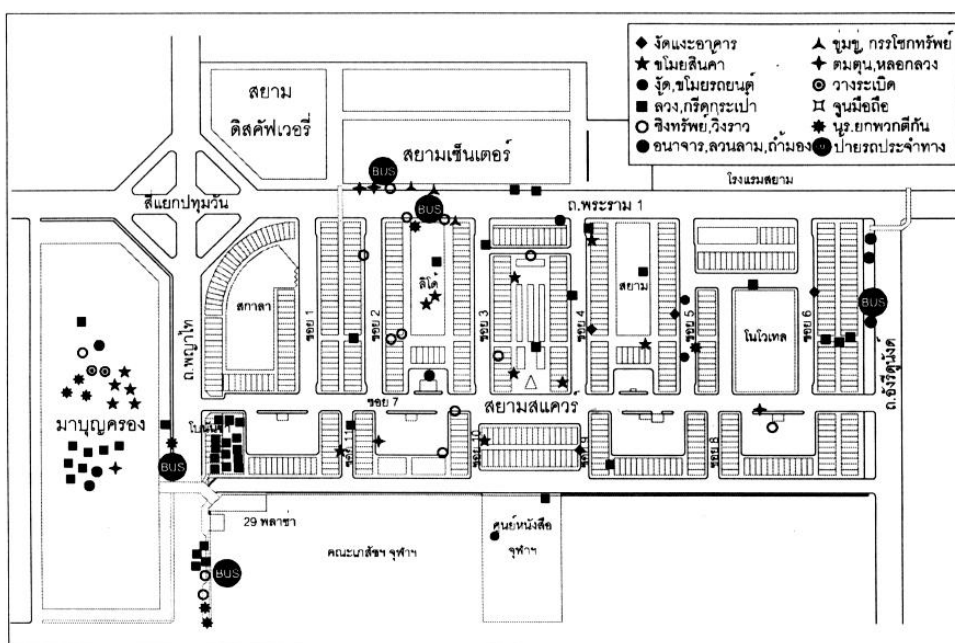 งัดแงะอาคาร
ขโมยสินค้า
งัด,ขโมยรถยนต์
ล้วง,กรีดกระเป๋า
ชิงทรัพย์,วิ่งราว
อนาจาร,ลวนลาม,ถ้ำมอง
ขู่มขู่, กรรโชกทรัพย์
ต้มตุ๋น,หลอกลวง
วางระเบิด
จูนมือถือ
นร.ยกพวกตีกัน
BUS ป้ายรถประจำทาง
สยาม
ดิสคัฟเวอรี่
สยามเซ็นเตอร์
BUS
โรงแรมสยาม
สี่แยกปทุมวัน
ถ.พระราม 1
BUS
สกาลา
ลิโด้
สยาม
โนโวเทล
BUS
ซอย 1
ซอย 2
ซอย 3
ซอย 4
ซอย 5
ซอย 6
ถ.พญาไท
ถ.อังรีดูนังต์
ซอย 7
สยามสแควร์
มาบุญครอง
โบนันซ่า
ซอย 11
ซอย 10
ซอย 9
ซอย 8
BUS
29 พลาซ่า
คณะเภสัชฯ จุฬาฯ
ศูนย์หนังสือ
จุฬาฯ
BUS